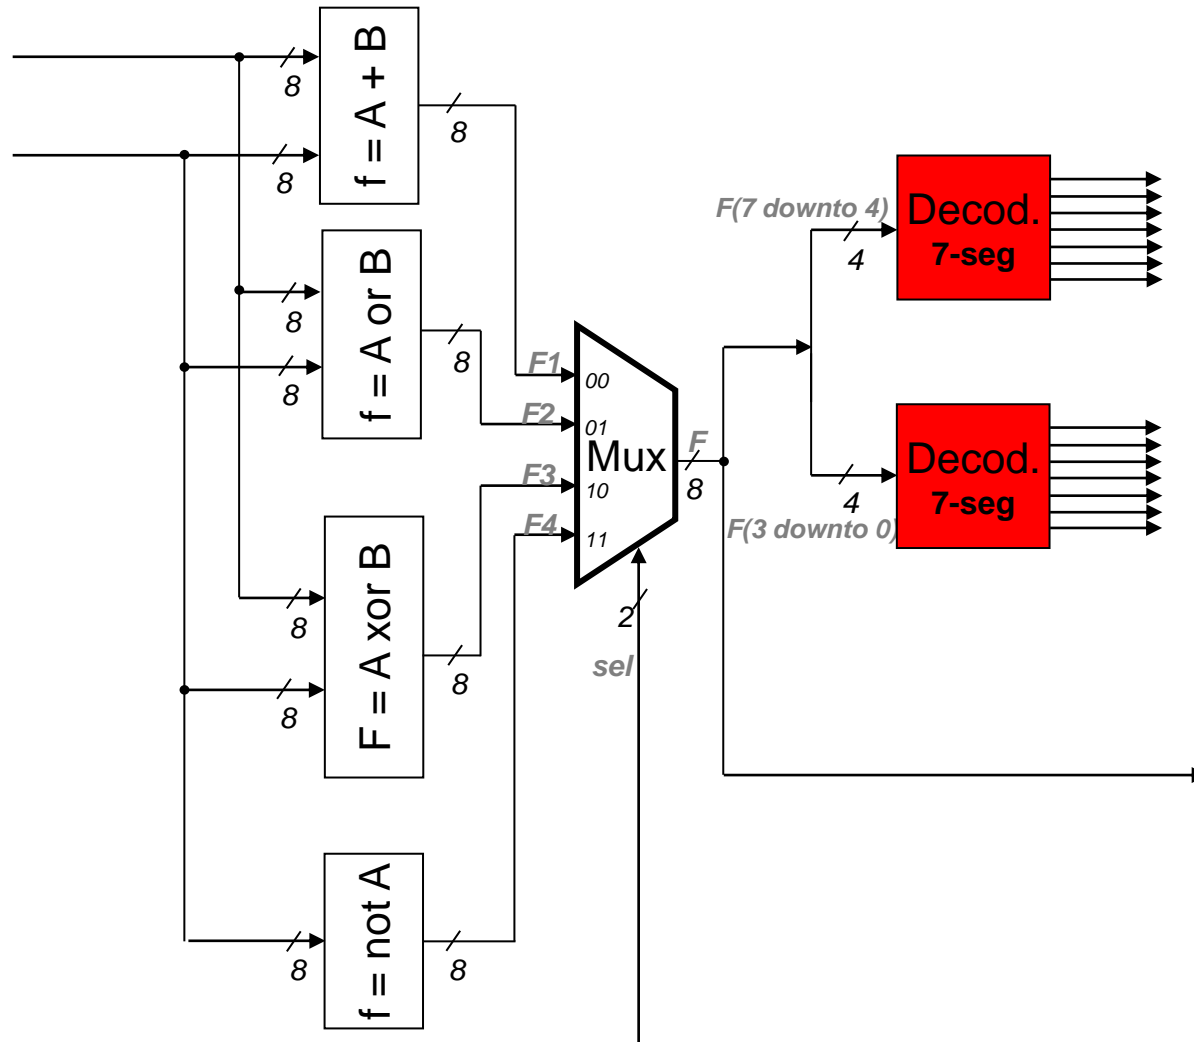 f = A + B
8
8
8
f = A or B
8
8
8
F = A xor B
8
8
8
f = not A
8
8
F1
F2
F3
F4
00
01
10
11
Mux
F
8
2
sel
F(7 downto 4)
4
Decod.
7-seg
F(3 downto 0)
4
Decod.
7-seg